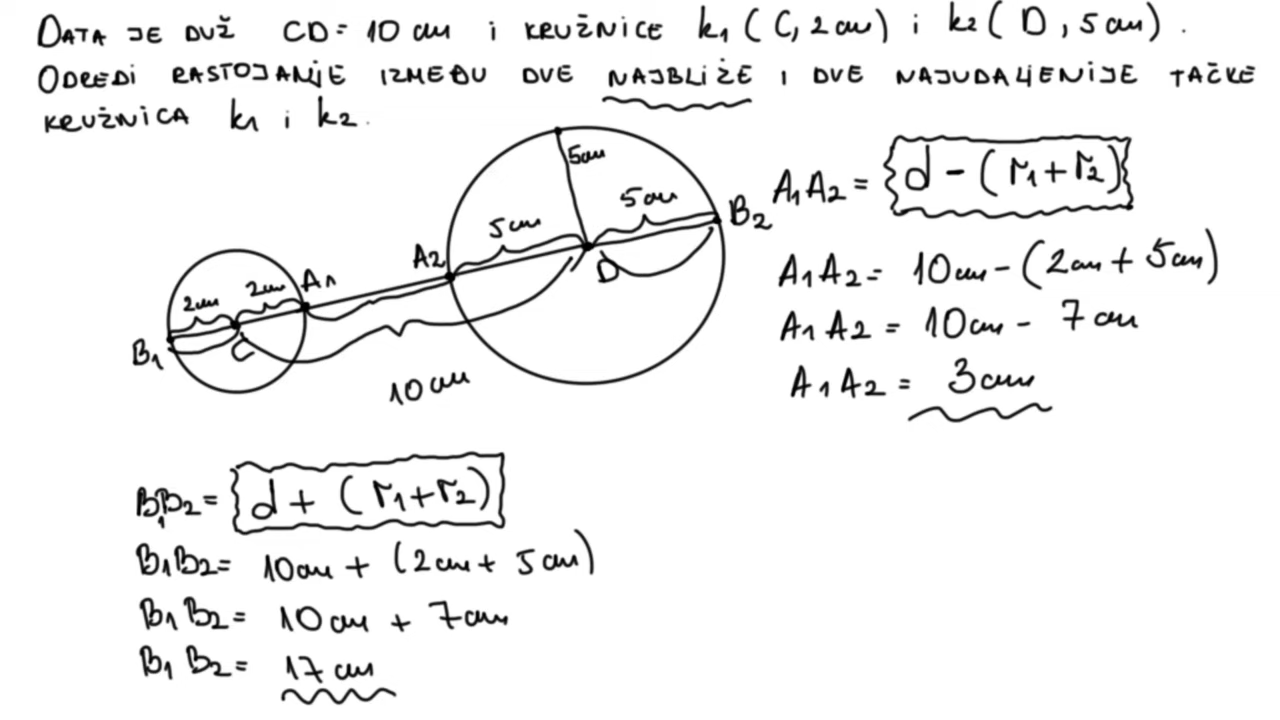 DATA JE DUŽ CD = 10 cm i KRUŽNICE k1 (C, 2 cm) i k2 (D, 5 cm).
ODREDI RASTOJANJE IZMEĐU DVE NAJBLIŽE I DVE NAJUDALJENIJE TAČKE
KRUŽNICA k1 i k2.
5cm
5cm
B2
5cm
A2
D
2cm
2cm
A1
B1
C
10 cm
A1A2 = d - (r1 + r2)
A1A2 = 10cm - (2cm + 5cm)
A1A2 = 10cm - 7cm
A1A2 = 3cm
B1B2 = d + (r1+r2)
B1B2 = 10cm + (2cm + 5cm)
B1B2 = 10cm + 7cm
B1B2 = 17cm